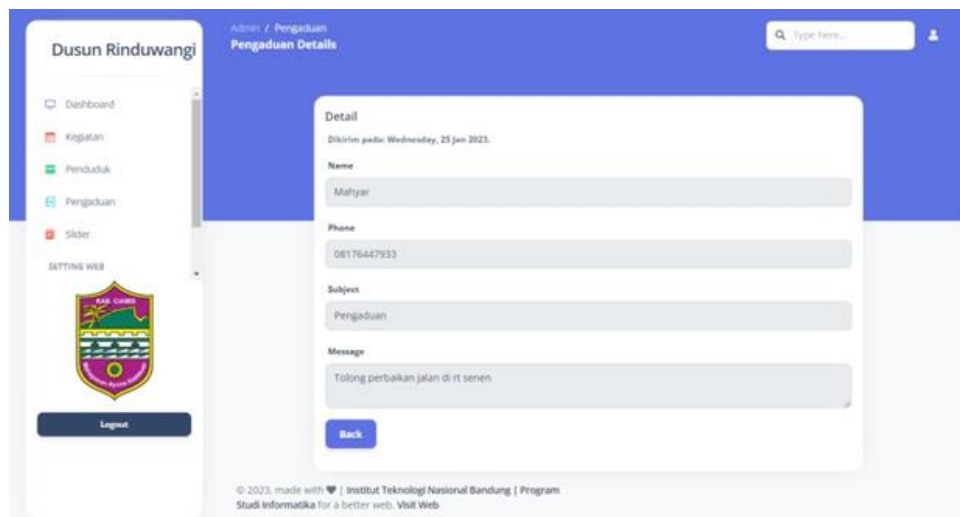 Dusun Rinduwangi
Dashboard
Kegiatan
Penduduk
Pengaduan
Slider
SETTING WEB
KAB. CIAMIS
Logout
Admin / Pengaduan
Pengaduan Details
Type here...
Detail
Dikirim pada: Wednesday, 25 Jan 2023.
Name
Mahyar
Phone
08176447933
Subject
Pengaduan
Message
Tolong perbaikan jalan di rt senen
Back
© 2023, made with ♥ | Institut Teknologi Nasional Bandung | Program
Studi Informatika for a better web. Visit Web